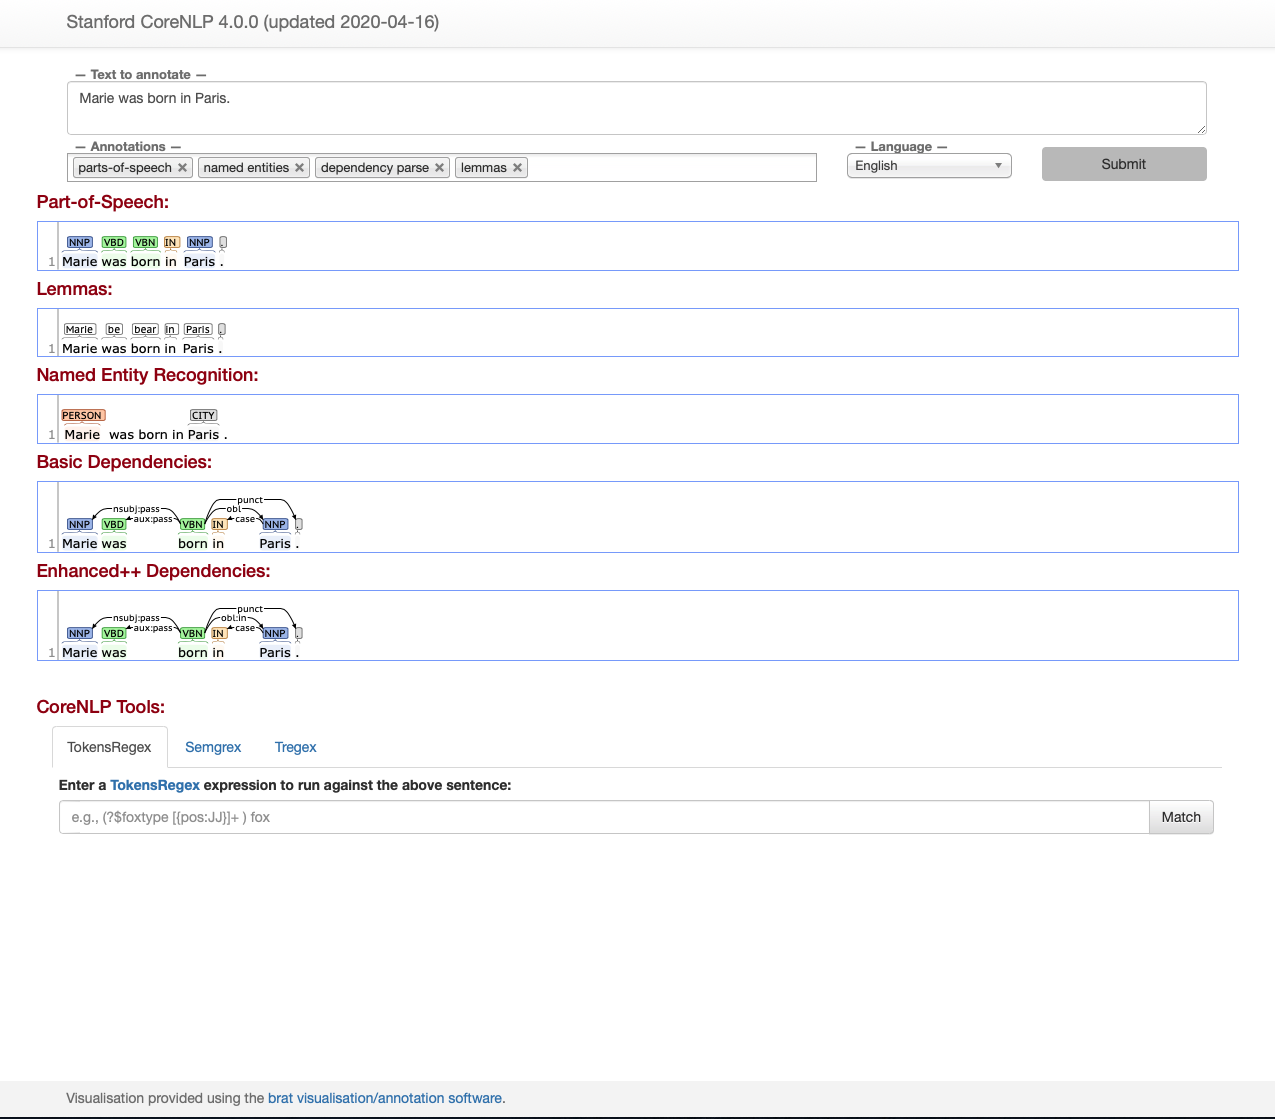 Stanford CoreNLP 4.0.0 (updated 2020-04-16)
— Text to annotate —
Marie was born in Paris.
— Annotations —
— Language —
parts-of-speech × named entities × dependency parse × lemmas ×
English
Submit
Part-of-Speech:
NNP VBD VBN IN NNP .
1 Marie was born in Paris .
Lemmas:
Marie be bear in Paris .
1 Marie was born in Paris .
Named Entity Recognition:
PERSON CITY
1 Marie was born in Paris .
Basic Dependencies:
punct
nsubj:pass obl
aux:pass case
NNP VBD VBN IN NNP .
1 Marie was born in Paris .
Enhanced++ Dependencies:
punct
nsubj:pass obl:in
aux:pass case
NNP VBD VBN IN NNP .
1 Marie was born in Paris .
CoreNLP Tools:
TokensRegex Semgrex Tregex
Enter a TokensRegex expression to run against the above sentence:
e.g., (?$foxtype [{pos:JJ}]+ ) fox
Match
Visualisation provided using the brat visualisation/annotation software.